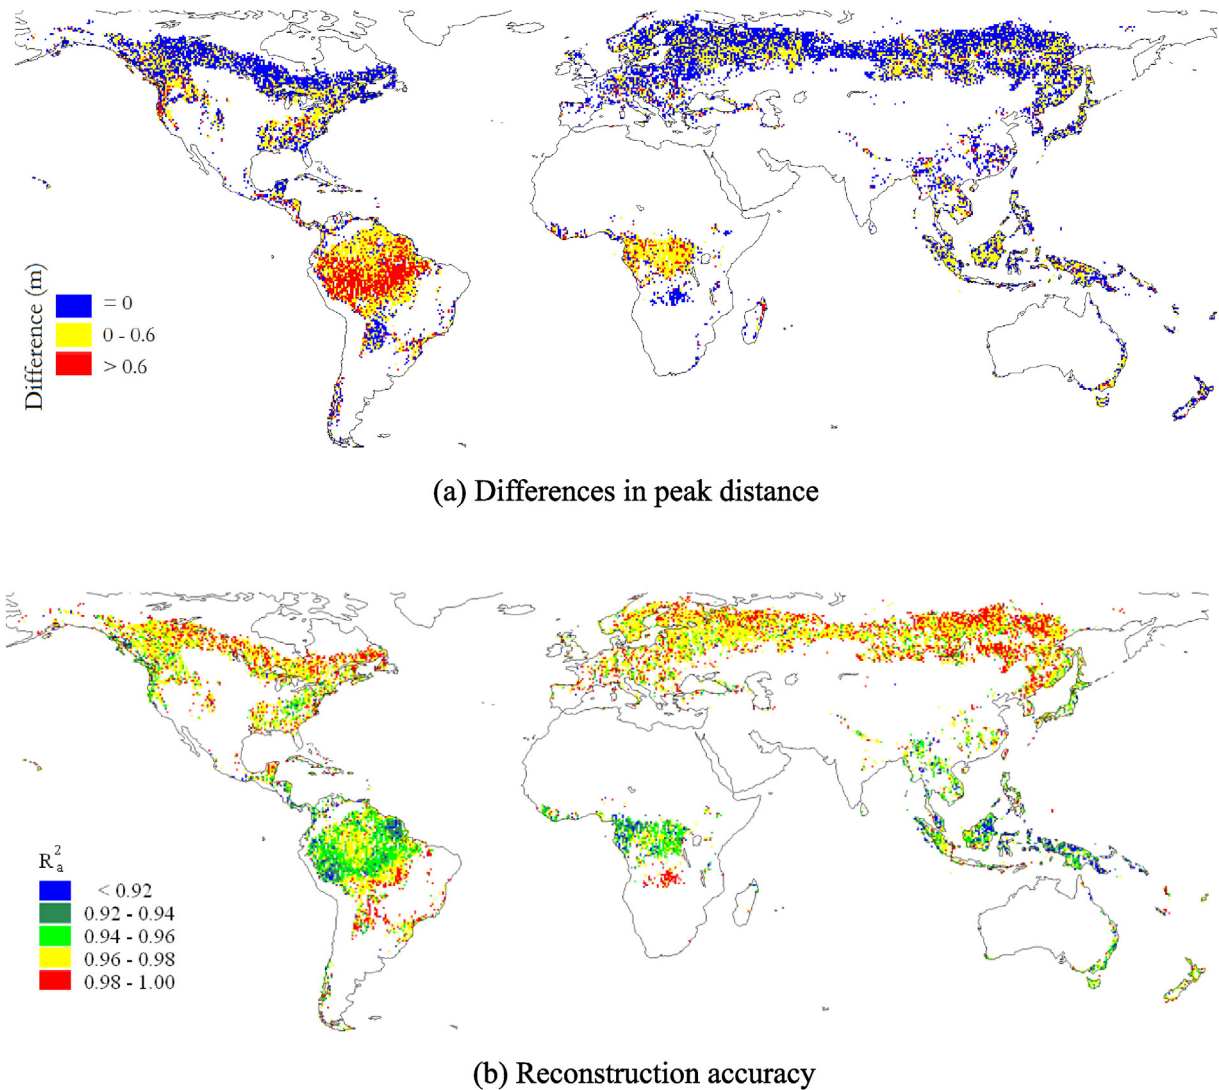 Difference (m)
= 0
0 - 0.6
> 0.6
(a) Differences in peak distance
R²ₐ
< 0.92
0.92 - 0.94
0.94 - 0.96
0.96 - 0.98
0.98 - 1.00
(b) Reconstruction accuracy